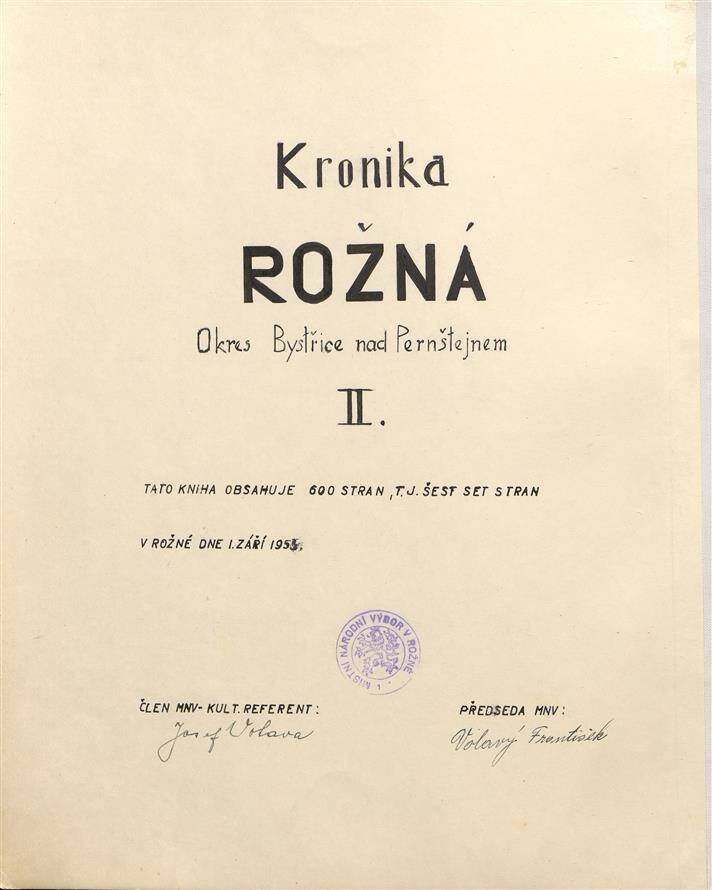 Kronika
ROŽNÁ
Okres Bystřice nad Pernštejnem
II.
TATO KNIHA OBSAHUJE 600 STRAN, T.J. ŠEST SET STRAN
V ROŽNÉ DNE 1. ZÁŘÍ
MÍSTNÍ NÁRODNÍ VÝBOR V ROŽNÉ
ČLEN MNV - KULT. REFERENT:
PŘEDSEDA MNV:
Josef Volava
Volavý František